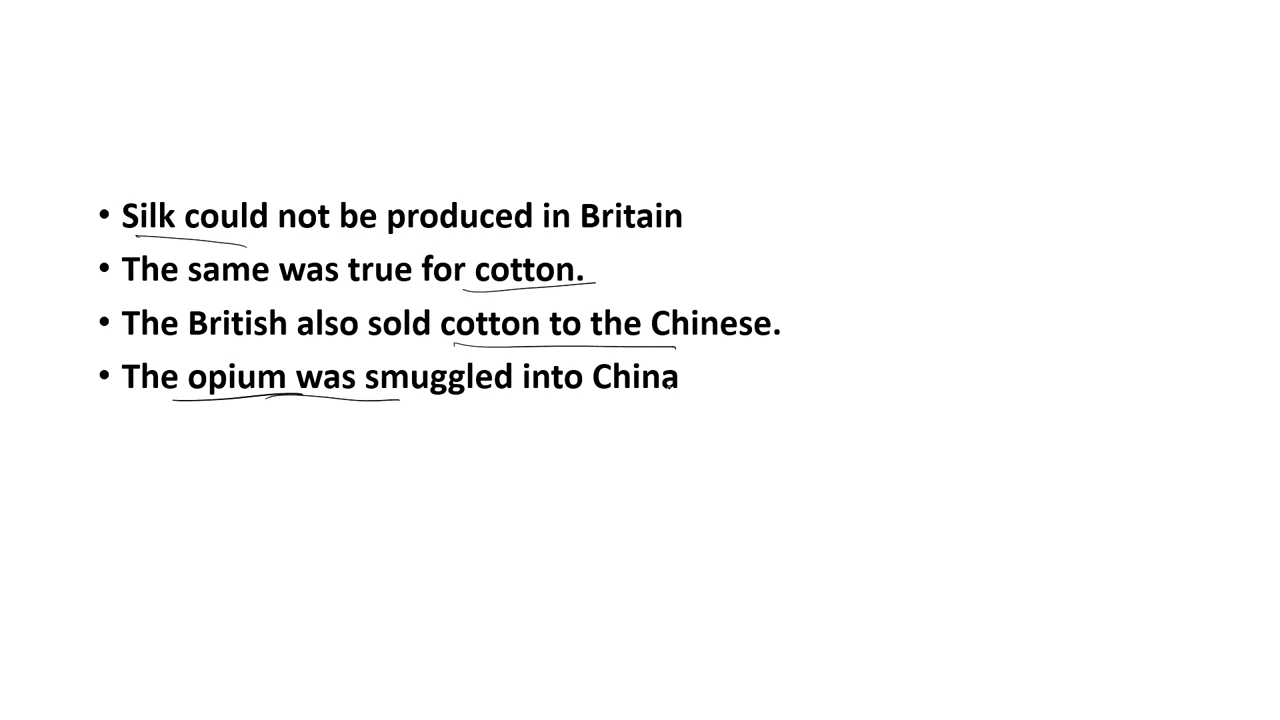 • Silk could not be produced in Britain
• The same was true for cotton.
• The British also sold cotton to the Chinese.
• The opium was smuggled into China